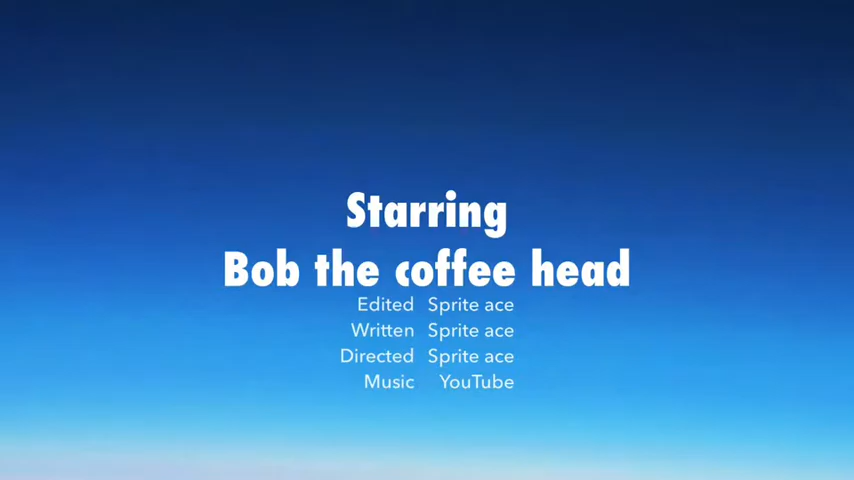 Starring
Bob the coffee head
Edited Sprite ace
Written Sprite ace
Directed Sprite ace
Music YouTube